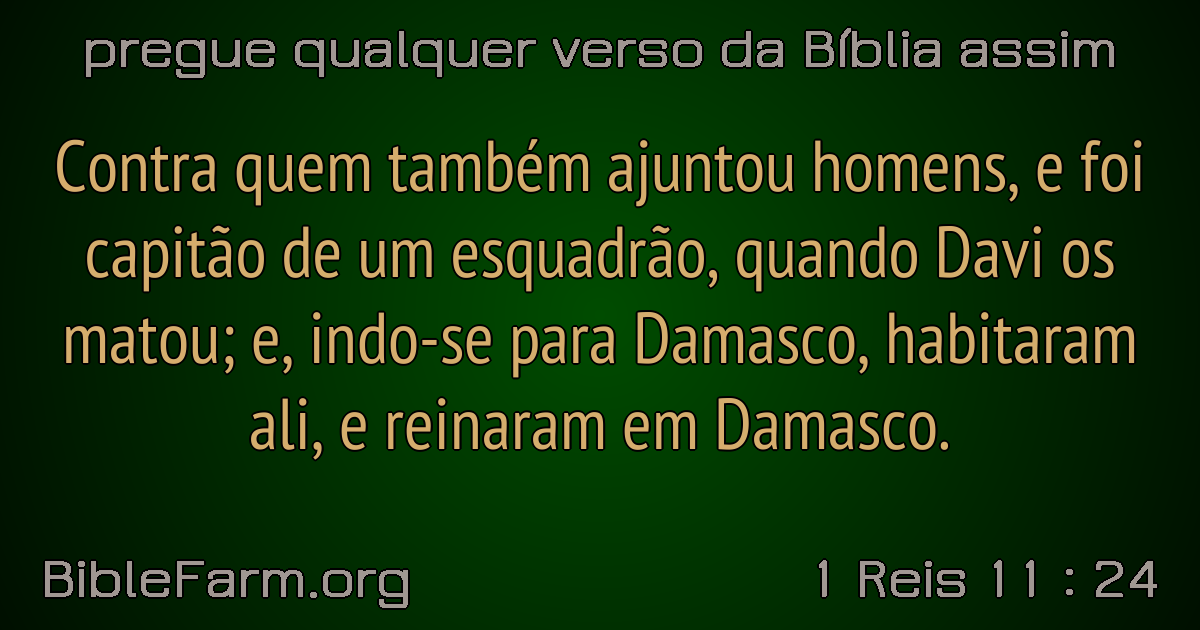 pregue qualquer verso da Bíblia assim
Contra quem também ajuntou homens, e foi
capitão de um esquadrão, quando Davi os
matou; e, indo-se para Damasco, habitaram
ali, e reinaram em Damasco.
BibleFarm.org
1 Reis 11 : 24